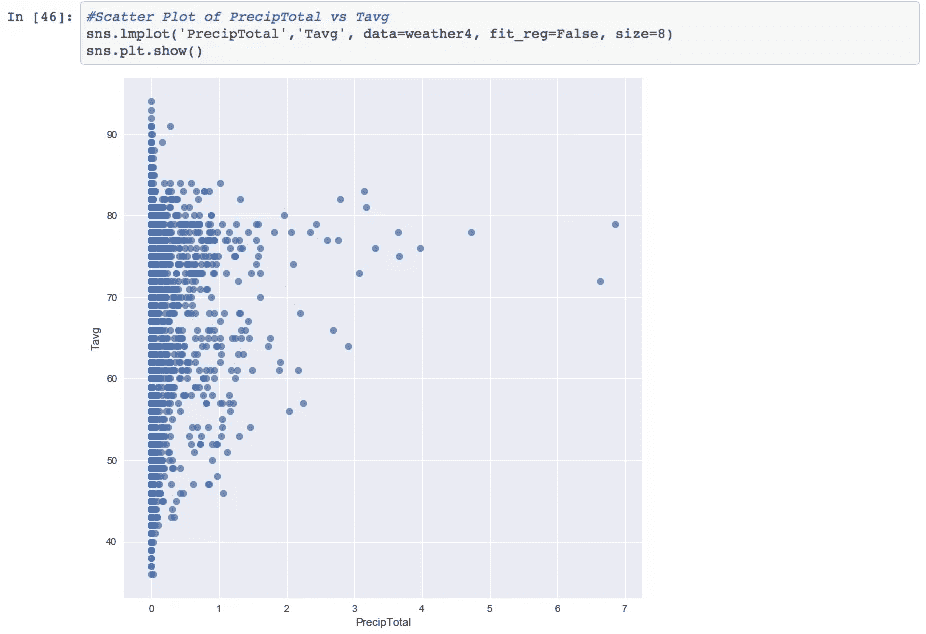 In [46]: #Scatter Plot of PrecipTotal vs Tavg
sns.lmplot('PrecipTotal','Tavg', data=weather4, fit_reg=False, size=8)
sns.plt.show()
90
80
70
60
50
40
Tavg
0 1 2 3 4 5 6 7
PrecipTotal